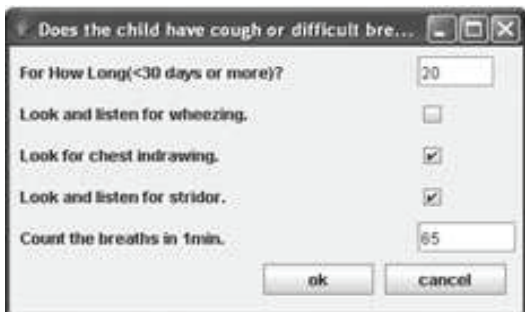 Does the child have cough or difficult bre...
For How Long(<30 days or more)? 20
Look and listen for wheezing.
Look for chest indrawing.
Look and listen for stridor.
Count the breaths in 1min. 65
ok cancel